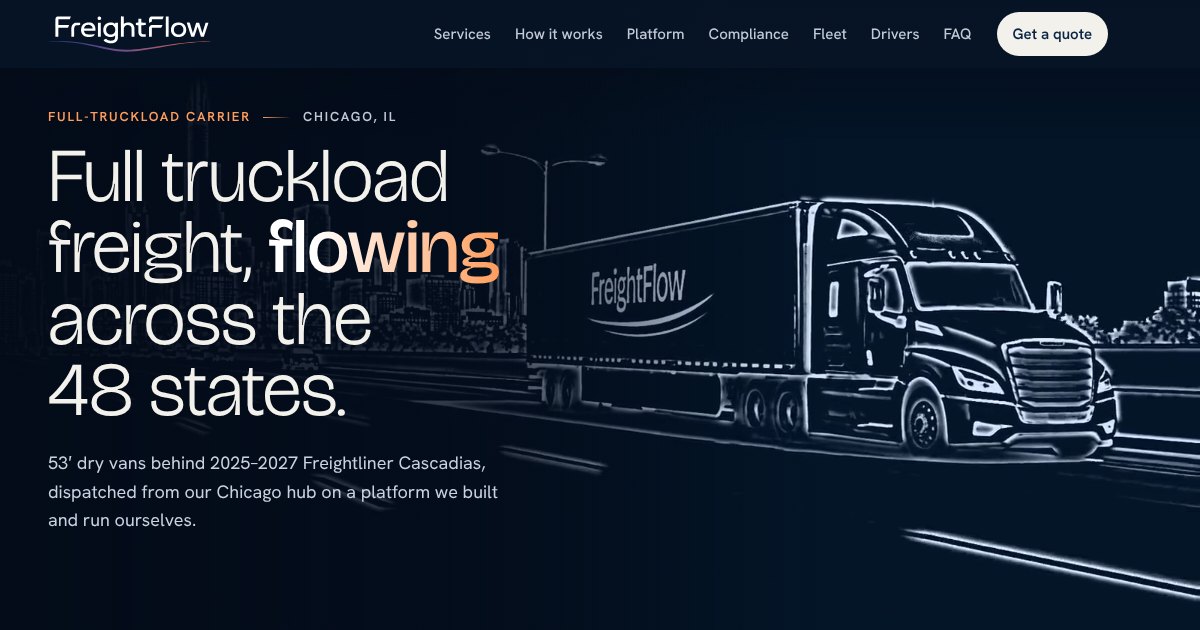 FreightFlow
Services How it works Platform Compliance Fleet Drivers FAQ Get a quote
FULL-TRUCKLOAD CARRIER — CHICAGO, IL
Full truckload
freight, flowing
across the
48 states.
FreightFlow
53′ dry vans behind 2025–2027 Freightliner Cascadias,
dispatched from our Chicago hub on a platform we built
and run ourselves.